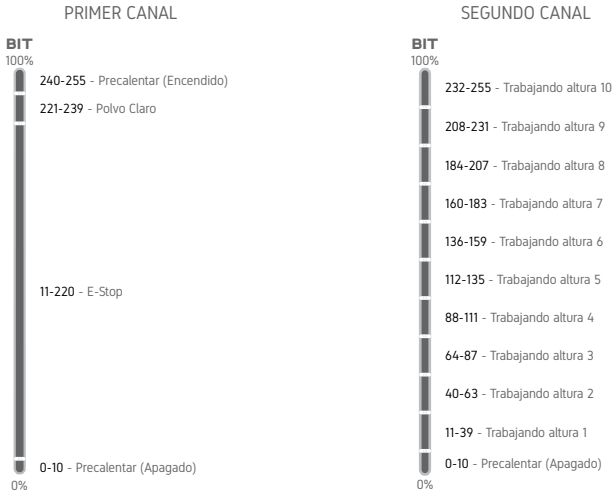 PRIMER CANAL
BIT
100%
240-255 - Precalentar (Encendido)
221-239 - Polvo Claro
11-220 - E-Stop
0-10 - Precalentar (Apagado)
0%
SEGUNDO CANAL
BIT
100%
232-255 - Trabajando altura 10
208-231 - Trabajando altura 9
184-207 - Trabajando altura 8
160-183 - Trabajando altura 7
136-159 - Trabajando altura 6
112-135 - Trabajando altura 5
88-111 - Trabajando altura 4
64-87 - Trabajando altura 3
40-63 - Trabajando altura 2
11-39 - Trabajando altura 1
0-10 - Precalentar (Apagado)
0%